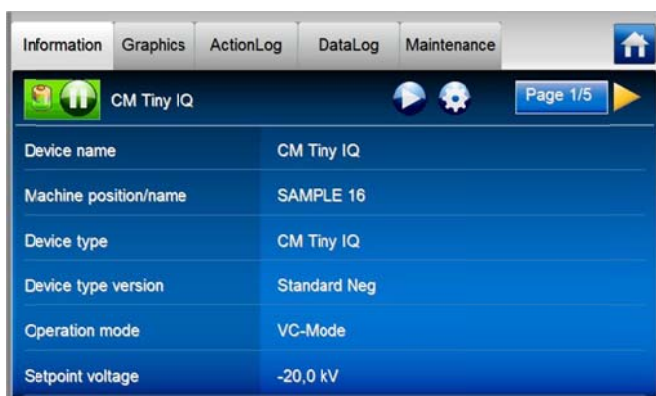 Information Graphics ActionLog DataLog Maintenance
CM Tiny IQ Page 1/5
Device name CM Tiny IQ
Machine position/name SAMPLE 16
Device type CM Tiny IQ
Device type version Standard Neg
Operation mode VC-Mode
Setpoint voltage -20,0 kV